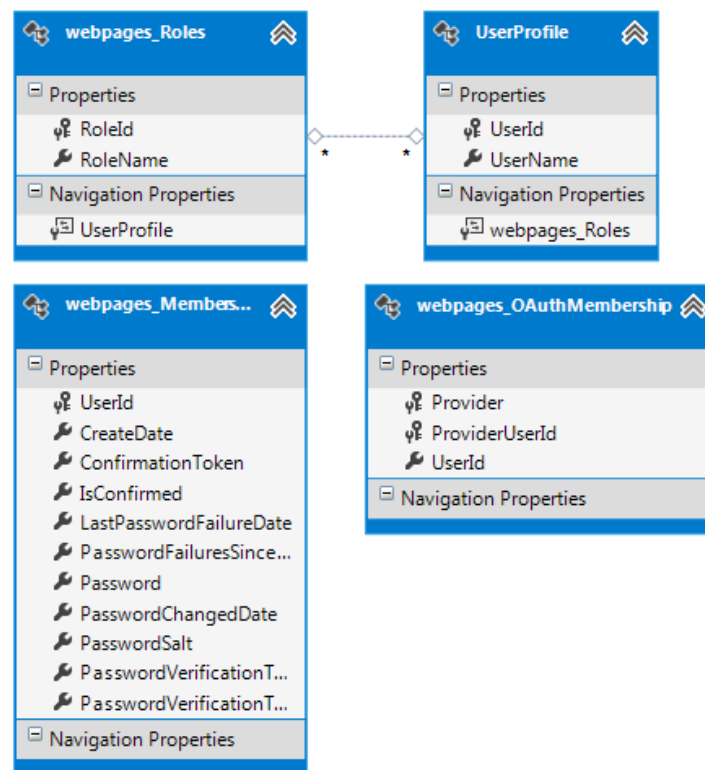 webpages_Roles
Properties
RoleId
RoleName
Navigation Properties
UserProfile
* *
UserProfile
Properties
UserId
UserName
Navigation Properties
webpages_Roles
webpages_Members...
Properties
UserId
CreateDate
ConfirmationToken
IsConfirmed
LastPasswordFailureDate
PasswordFailuresSince...
Password
PasswordChangedDate
PasswordSalt
PasswordVerificationT...
PasswordVerificationT...
Navigation Properties
webpages_OAuthMembership
Properties
Provider
ProviderUserId
UserId
Navigation Properties